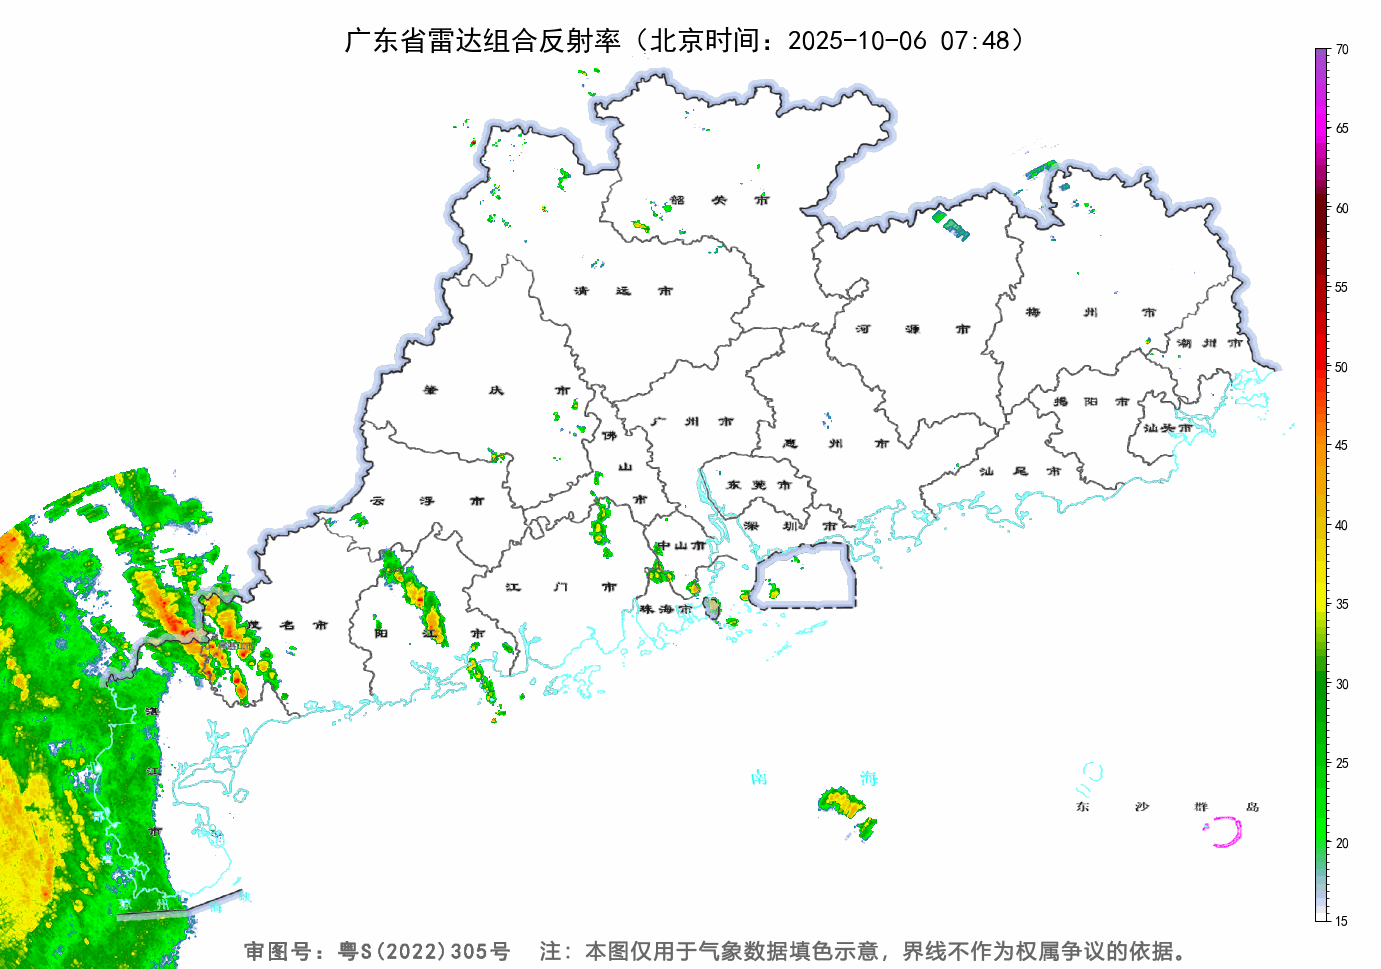 广东省雷达组合反射率（北京时间：2025-10-06 07:48）
70
65
60
55
50
45
40
35
30
25
20
15
韶关市
清远市
河源市
梅州市
潮州市
肇庆市
广州市
佛山市
惠州市
揭阳市
汕头市
汕尾市
云浮市
东莞市
深圳市
中山市
江门市
珠海市
茂名市
阳江市
湛江市
南海
东沙群岛
审图号：粤S(2022)305号 注：本图仅用于气象数据填色示意，界线不作为权属争议的依据。